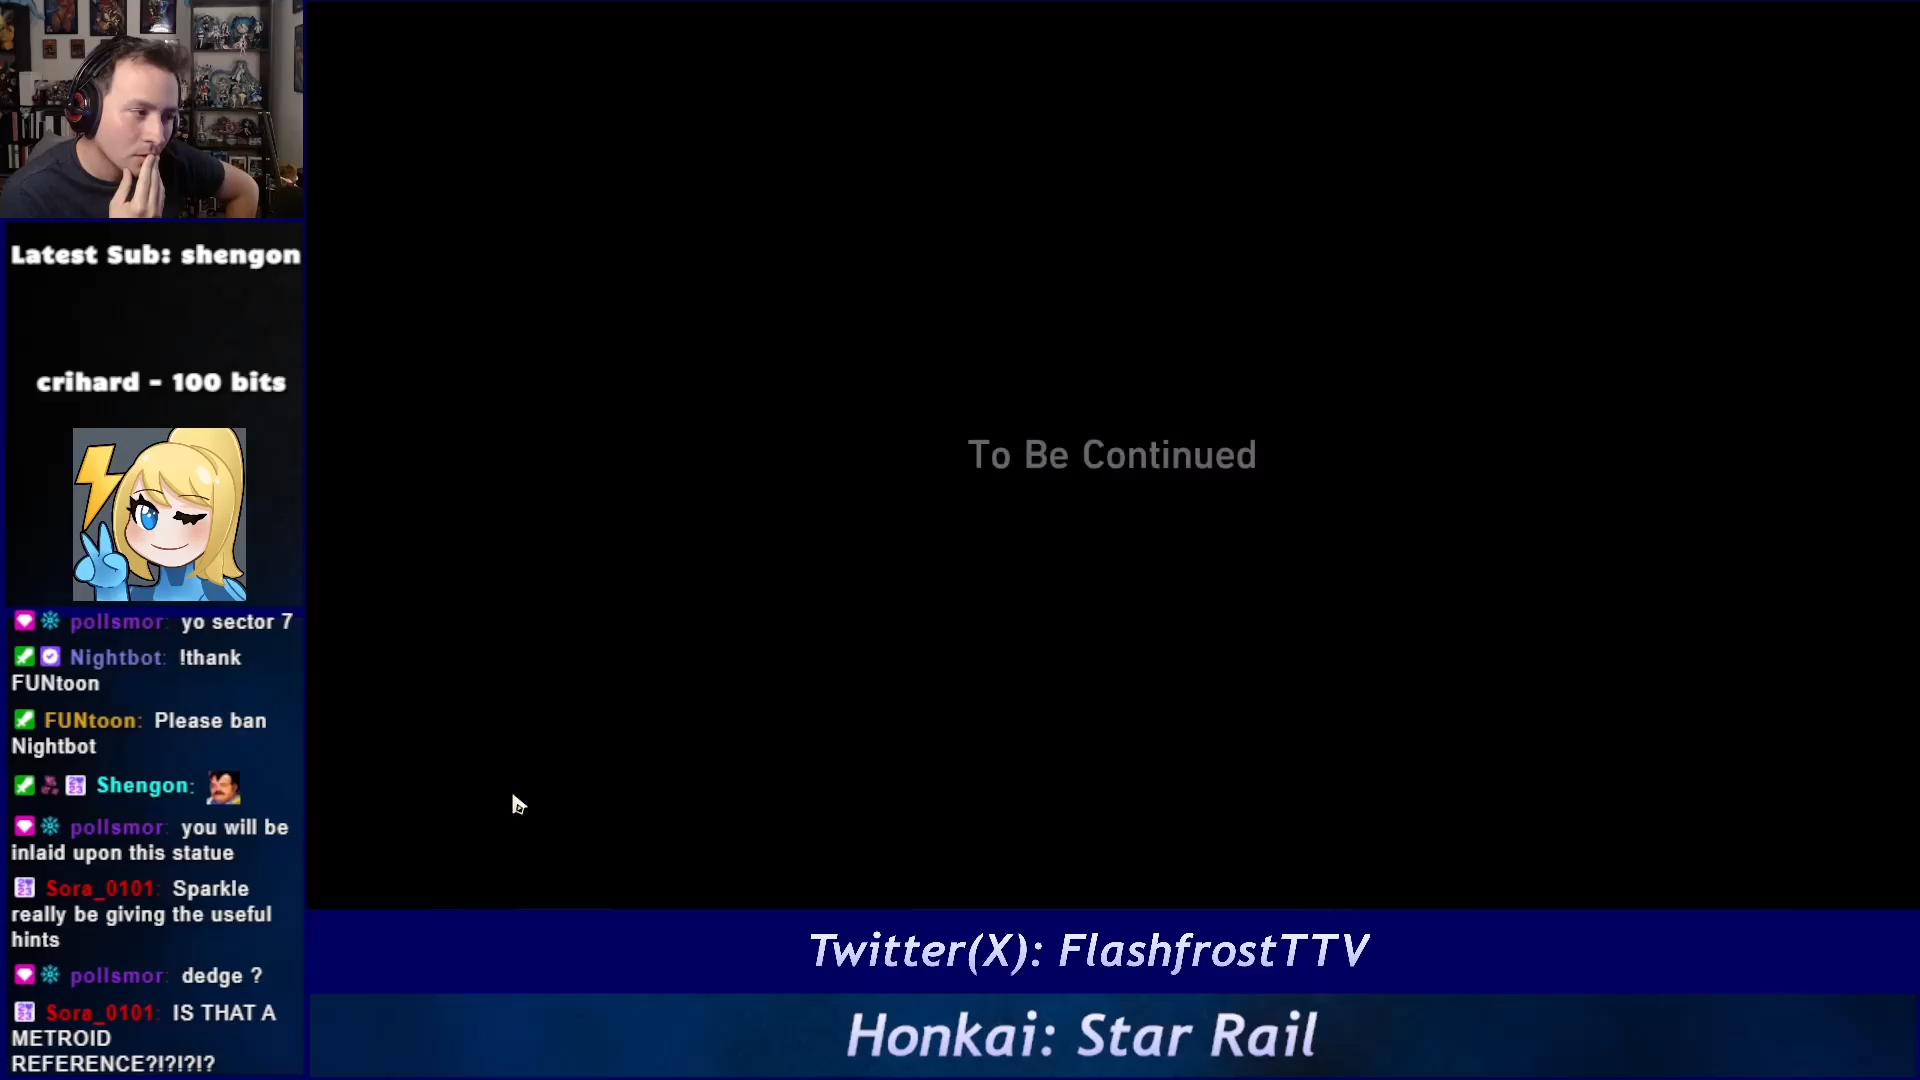 Latest Sub: shengon
crihard - 100 bits
pollsmor: yo sector 7
Nightbot: !thank
FUNtoon
FUNtoon: Please ban
Nightbot
Shengon:
pollsmor: you will be
inlaid upon this statue
Sora_0101: Sparkle
really be giving the useful
hints
pollsmor: dedge ?
Sora_0101: IS THAT A
METROID
REFERENCE?!?!?!?
To Be Continued
Twitter(X): FlashfrostTTV
Honkai: Star Rail